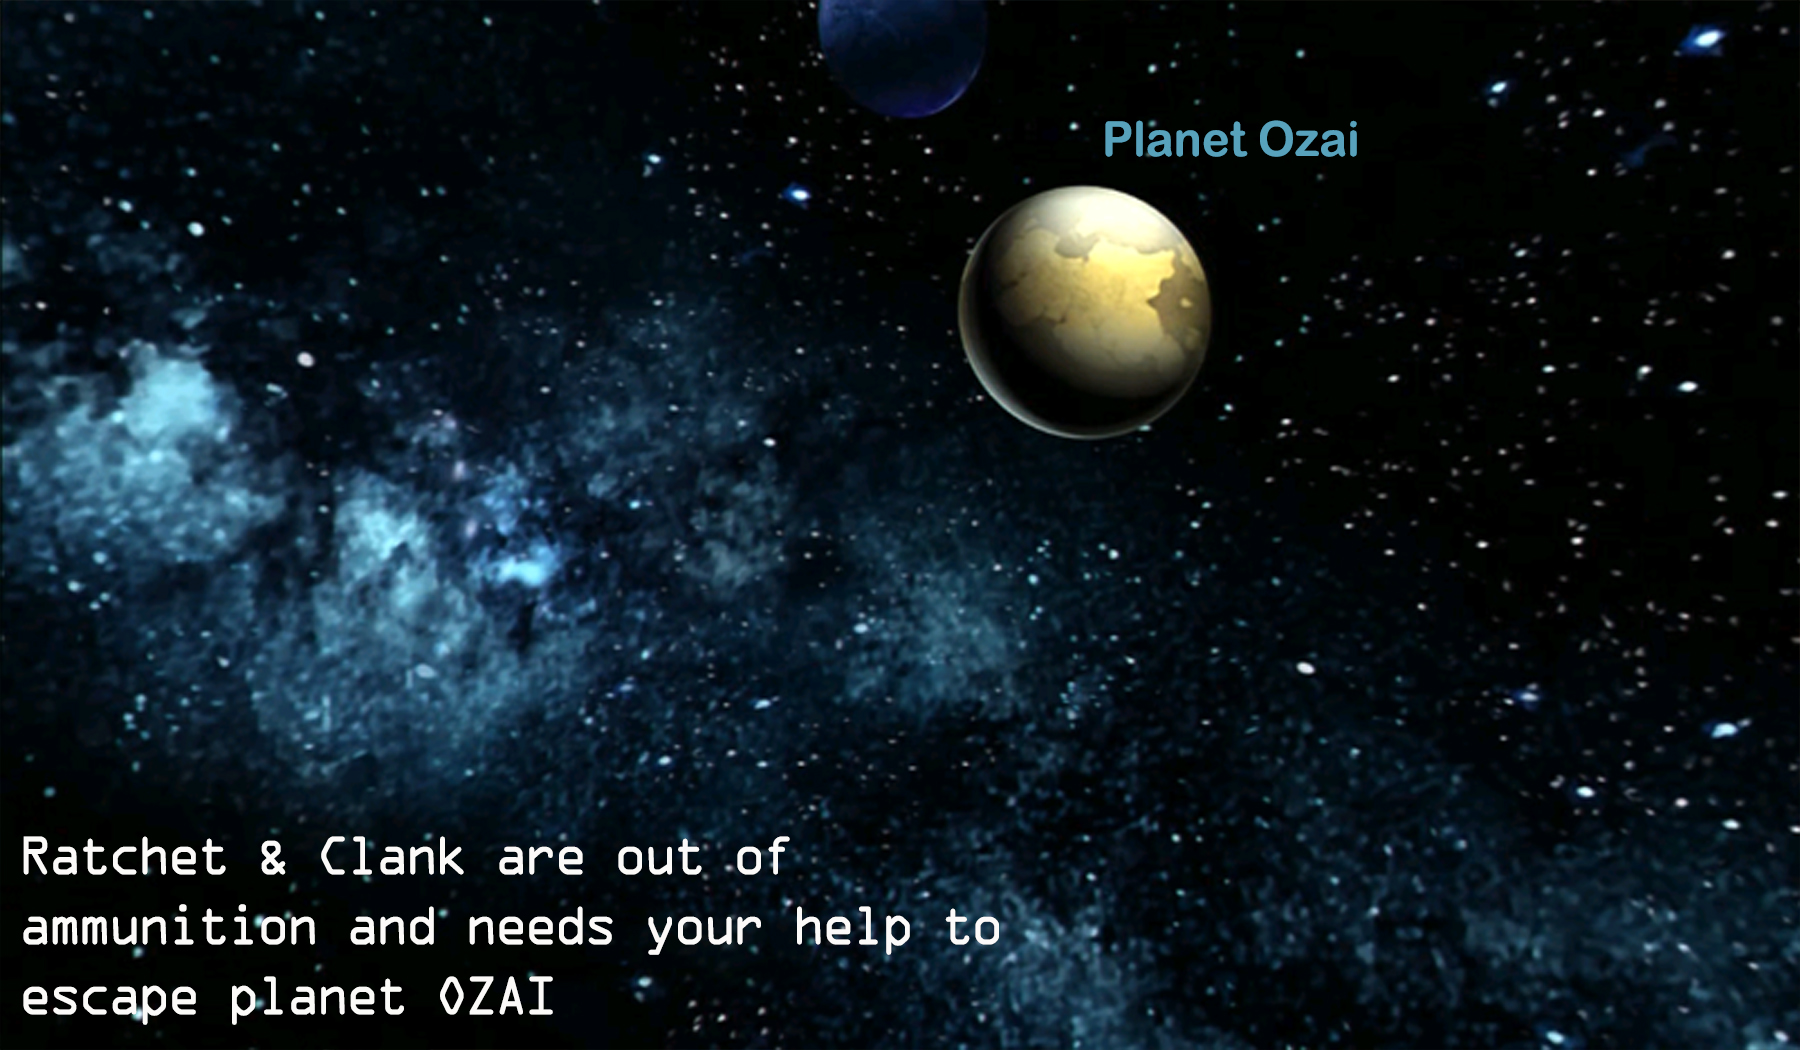 Planet Ozai
Ratchet & Clank are out of
ammunition and needs your help to
escape planet OZAI